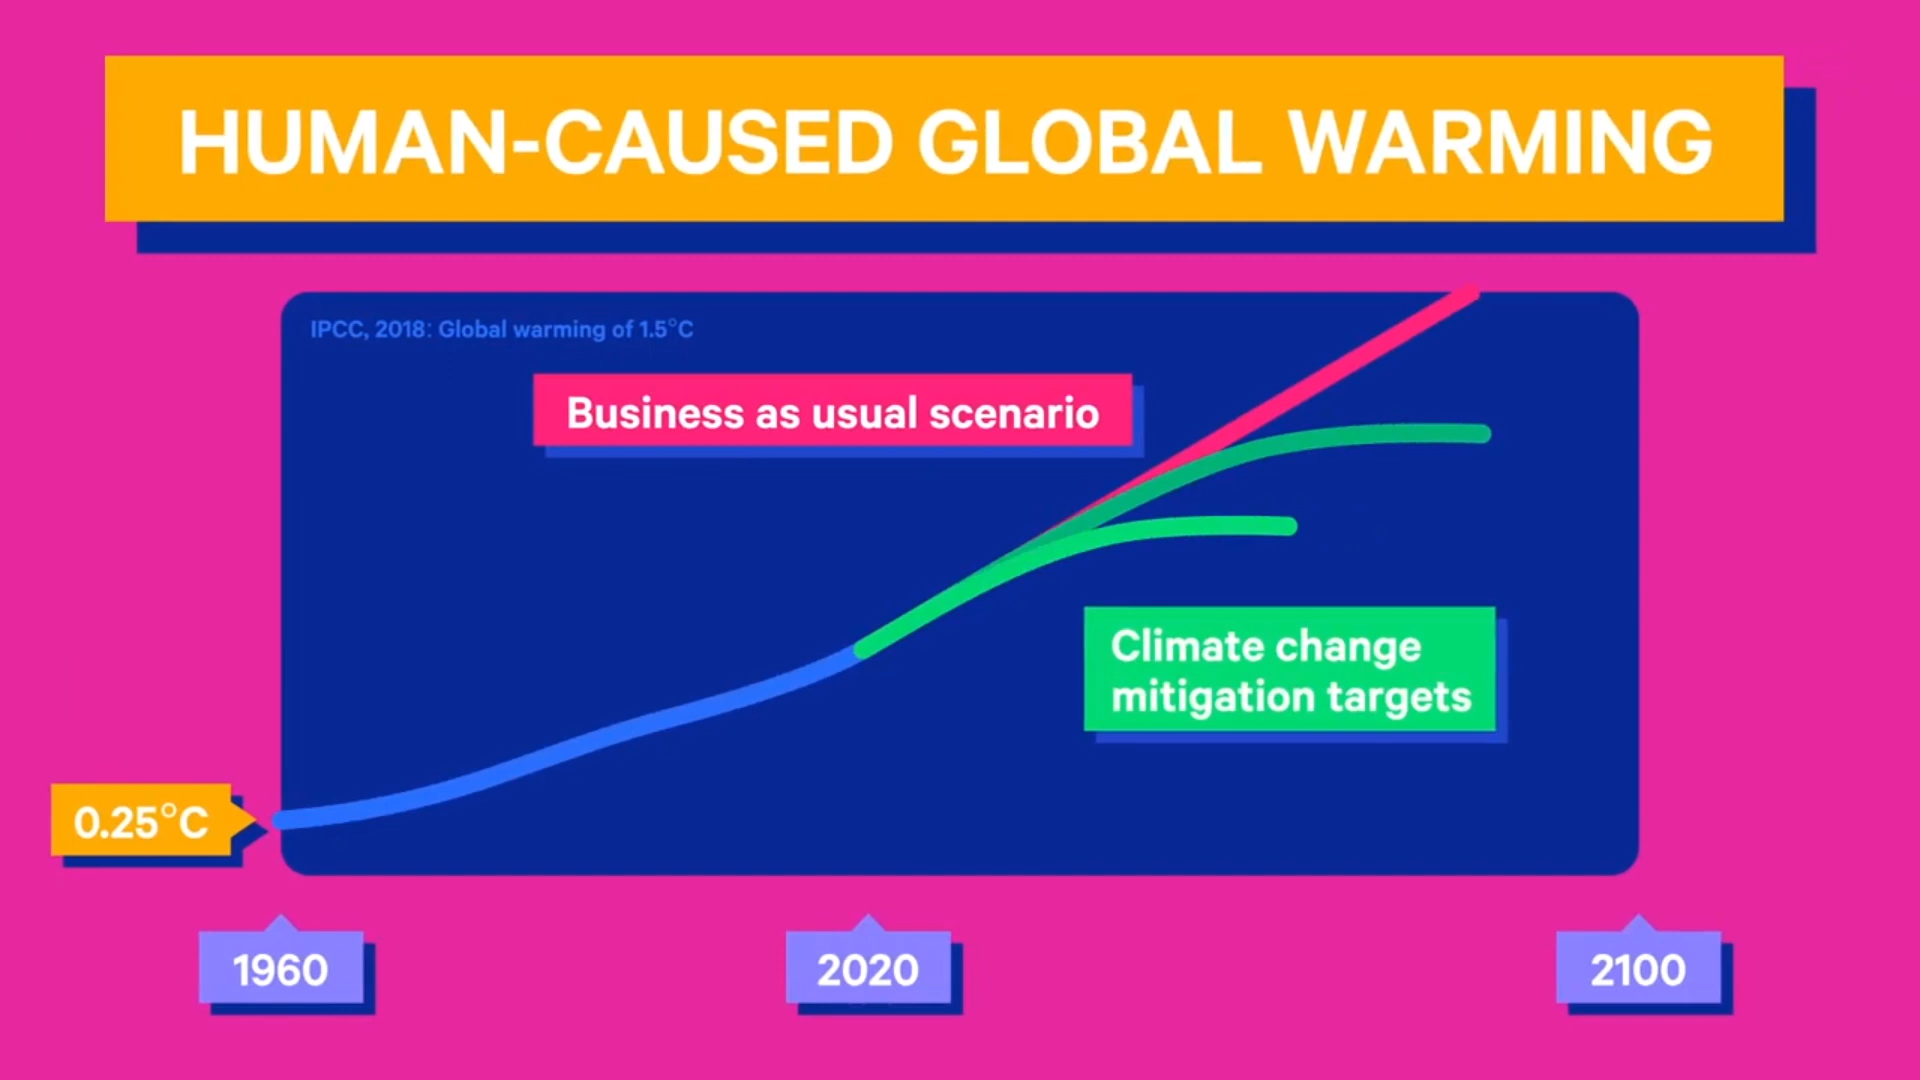 HUMAN-CAUSED GLOBAL WARMING
IPCC, 2018: Global warming of 1.5°C
Business as usual scenario
Climate change
mitigation targets
0.25°C
1960
2020
2100